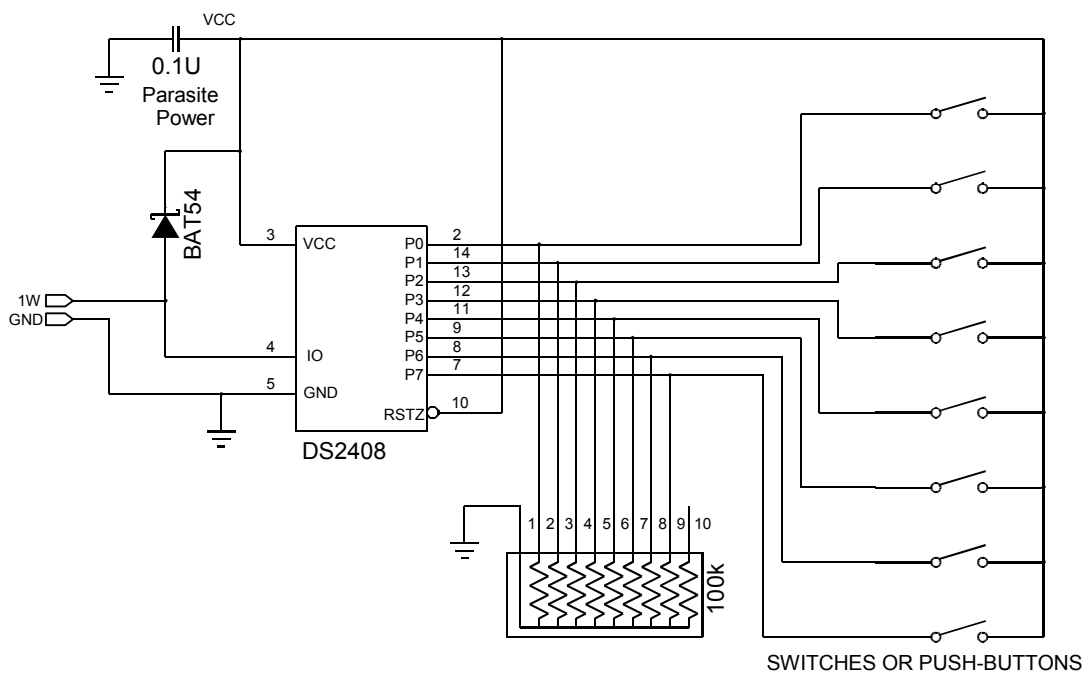 VCC
0.1U
Parasite
Power
BAT54
3
VCC
P0
2
P1
14
P2
13
P3
12
1W
P4
11
GND
P5
9
4
IO
P6
8
P7
7
5
GND
RSTZ
10
DS2408
1 2 3 4 5 6 7 8 9 10
100k
SWITCHES OR PUSH-BUTTONS